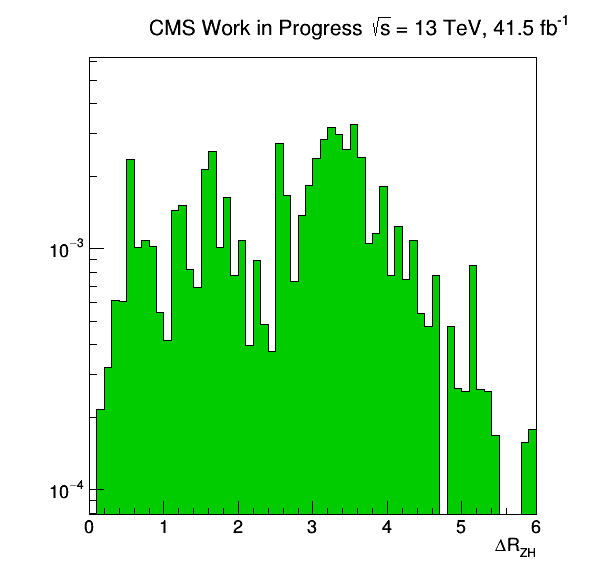 CMS Work in Progress √s = 13 TeV, 41.5 fb⁻¹
10⁻³
10⁻⁴
0 1 2 3 4 5 6
ΔR_ZH